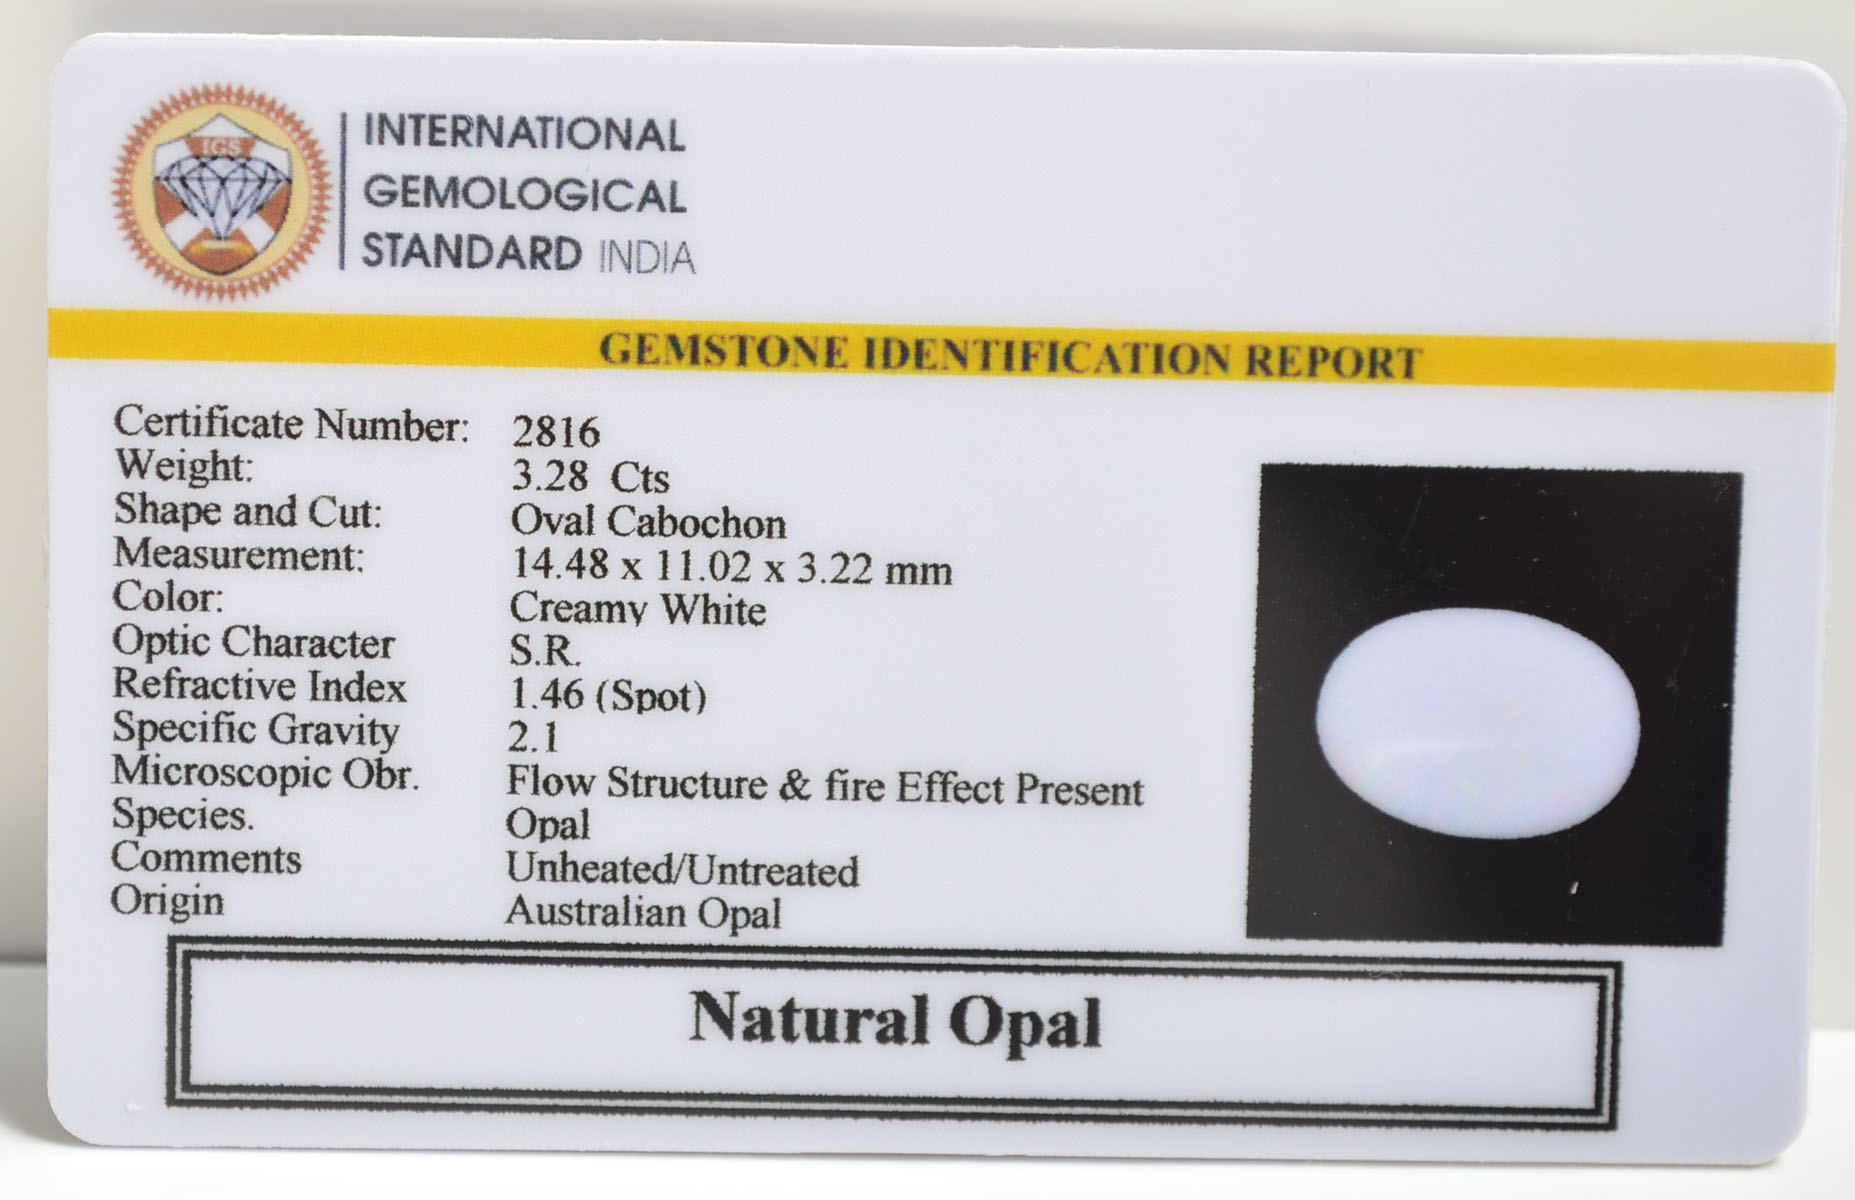 IGS
INTERNATIONAL
GEMOLOGICAL
STANDARD INDIA
GEMSTONE IDENTIFICATION REPORT
Certificate Number: 2816
Weight: 3.28 Cts
Shape and Cut: Oval Cabochon
Measurement: 14.48 x 11.02 x 3.22 mm
Color: Creamy White
Optic Character S.R.
Refractive Index 1.46 (Spot)
Specific Gravity 2.1
Microscopic Obr. Flow Structure & fire Effect Present
Species. Opal
Comments Unheated/Untreated
Origin Australian Opal
Natural Opal